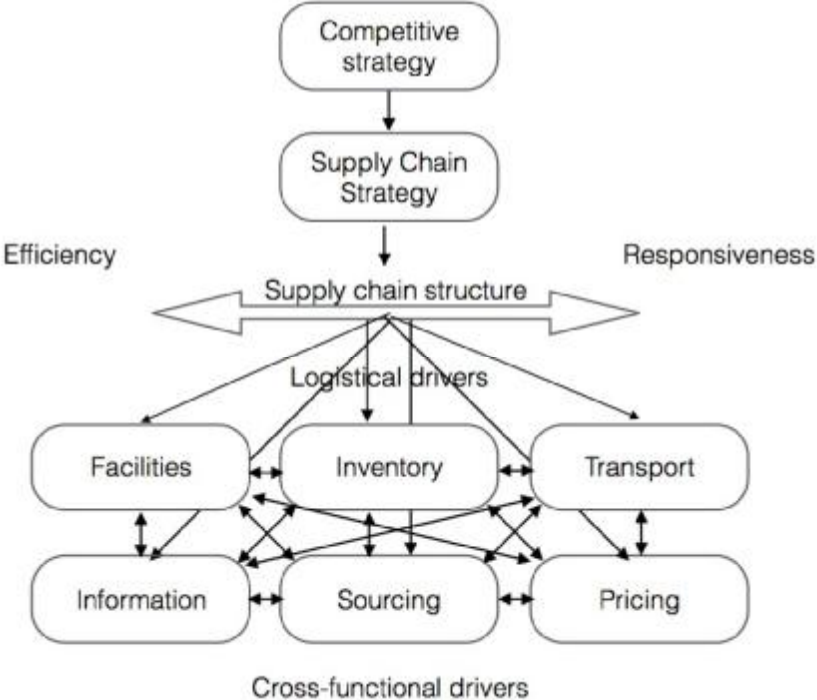 Competitive
strategy
Supply Chain
Strategy
Efficiency
Responsiveness
Supply chain structure
Logistical drivers
Facilities
Inventory
Transport
Information
Sourcing
Pricing
Cross-functional drivers